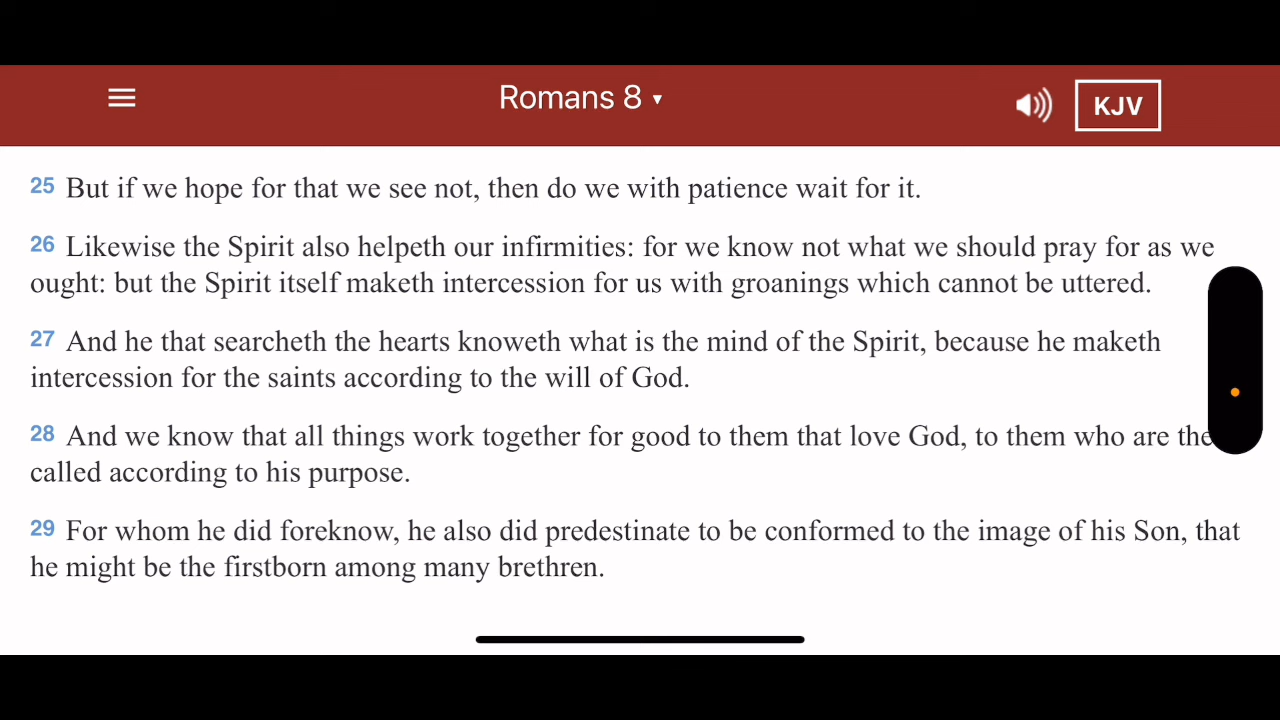 Romans 8 ▾
KJV
25 But if we hope for that we see not, then do we with patience wait for it.
26 Likewise the Spirit also helpeth our infirmities: for we know not what we should pray for as we
ought: but the Spirit itself maketh intercession for us with groanings which cannot be uttered.
27 And he that searcheth the hearts knoweth what is the mind of the Spirit, because he maketh
intercession for the saints according to the will of God.
28 And we know that all things work together for good to them that love God, to them who are the
called according to his purpose.
29 For whom he did foreknow, he also did predestinate to be conformed to the image of his Son, that
he might be the firstborn among many brethren.